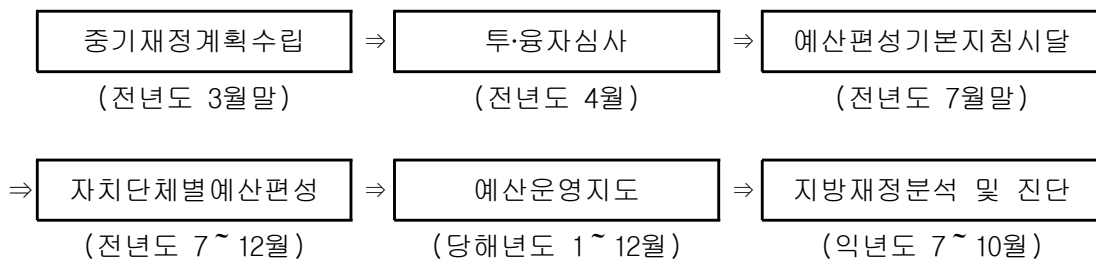 중기재정계획수립 ⇒ 투·융자심사 ⇒ 예산편성기본지침시달
(전년도 3월말) (전년도 4월) (전년도 7월말)
⇒ 자치단체별예산편성 ⇒ 예산운영지도 ⇒ 지방재정분석 및 진단
(전년도 7~12월) (당해년도 1~12월) (익년도 7~10월)